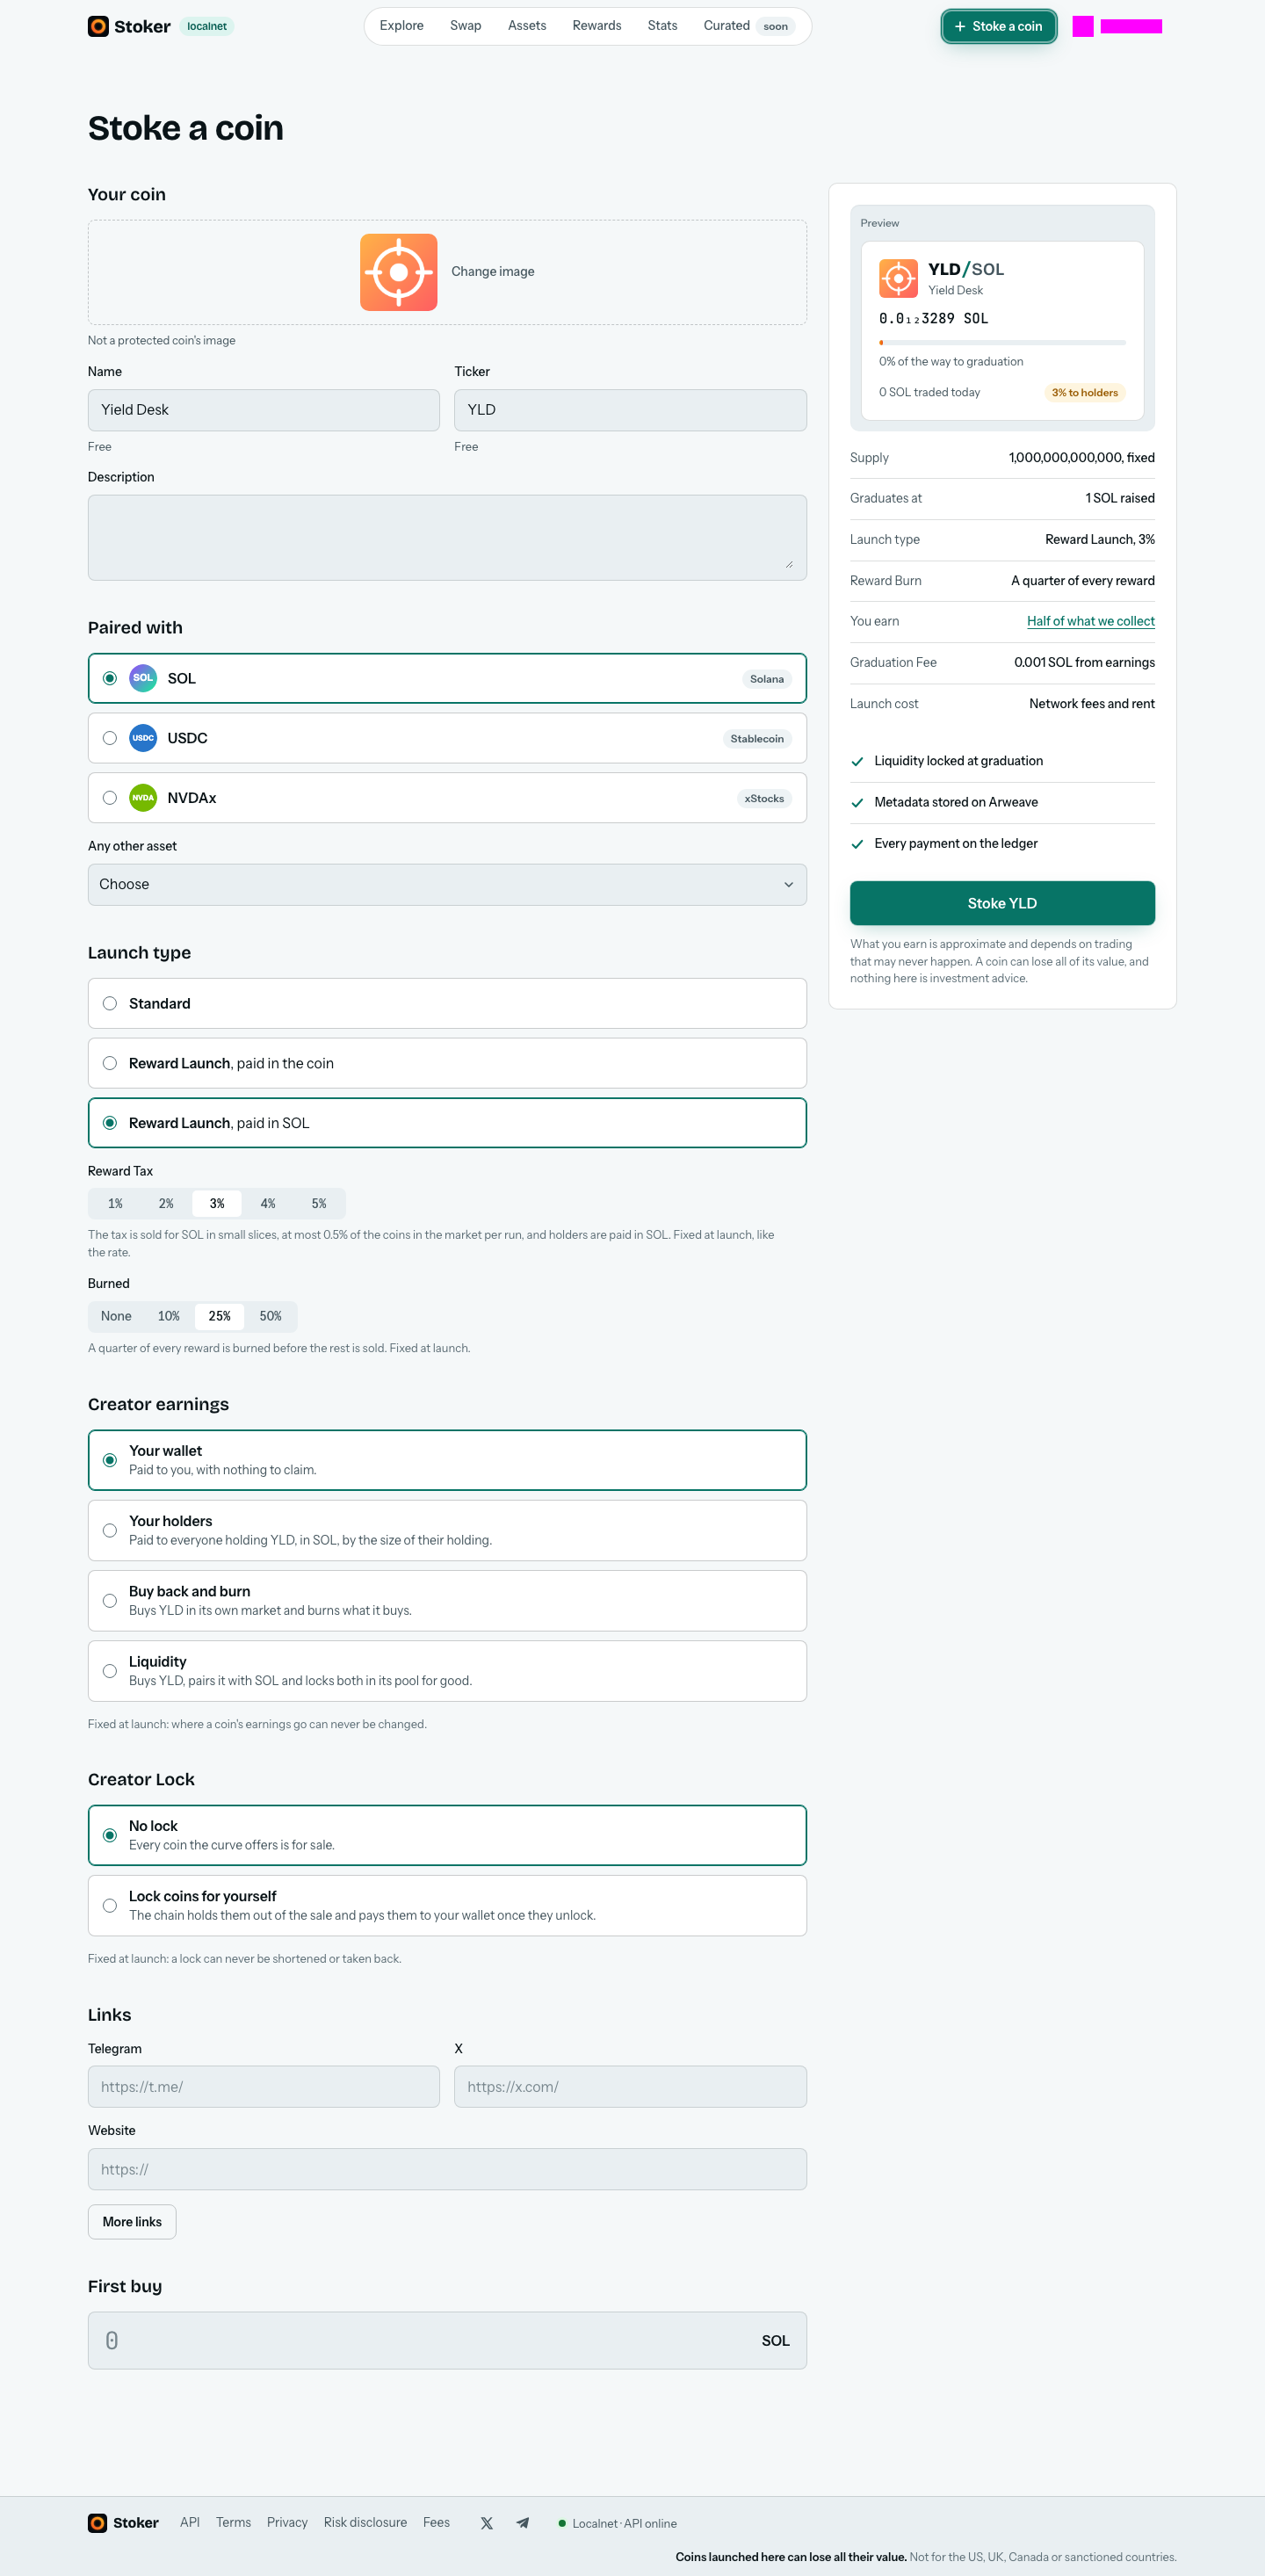 Stoker localnet
Explore Swap Assets Rewards Stats Curated soon
+ Stoke a coin
Stoke a coin
Your coin
Change image
Not a protected coin's image
Name
Ticker
Yield Desk
YLD
Free
Free
Description
Paired with
SOL SOL Solana
USDC USDC Stablecoin
NVDA NVDAx xStocks
Any other asset
Choose
Launch type
Standard
Reward Launch, paid in the coin
Reward Launch, paid in SOL
Reward Tax
1% 2% 3% 4% 5%
The tax is sold for SOL in small slices, at most 0.5% of the coins in the market per run, and holders are paid in SOL. Fixed at launch, like
the rate.
Burned
None 10% 25% 50%
A quarter of every reward is burned before the rest is sold. Fixed at launch.
Creator earnings
Your wallet
Paid to you, with nothing to claim.
Your holders
Paid to everyone holding YLD, in SOL, by the size of their holding.
Buy back and burn
Buys YLD in its own market and burns what it buys.
Liquidity
Buys YLD, pairs it with SOL and locks both in its pool for good.
Fixed at launch: where a coin's earnings go can never be changed.
Creator Lock
No lock
Every coin the curve offers is for sale.
Lock coins for yourself
The chain holds them out of the sale and pays them to your wallet once they unlock.
Fixed at launch: a lock can never be shortened or taken back.
Links
Telegram
X
https://t.me/
https://x.com/
Website
https://
More links
First buy
0 SOL
Preview
YLD/SOL
Yield Desk
0.0₁₂3289 SOL
0% of the way to graduation
0 SOL traded today 3% to holders
Supply 1,000,000,000,000, fixed
Graduates at 1 SOL raised
Launch type Reward Launch, 3%
Reward Burn A quarter of every reward
You earn Half of what we collect
Graduation Fee 0.001 SOL from earnings
Launch cost Network fees and rent
Liquidity locked at graduation
Metadata stored on Arweave
Every payment on the ledger
Stoke YLD
What you earn is approximate and depends on trading
that may never happen. A coin can lose all of its value, and
nothing here is investment advice.
Stoker API Terms Privacy Risk disclosure Fees Localnet · API online
Coins launched here can lose all their value. Not for the US, UK, Canada or sanctioned countries.